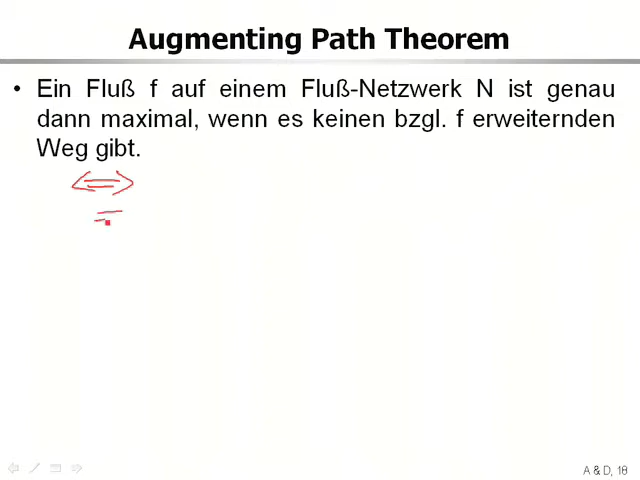 Augmenting Path Theorem
• Ein Fluß f auf einem Fluß-Netzwerk N ist genau
dann maximal, wenn es keinen bzgl. f erweiternden
Weg gibt.
⇔
A & D, 18